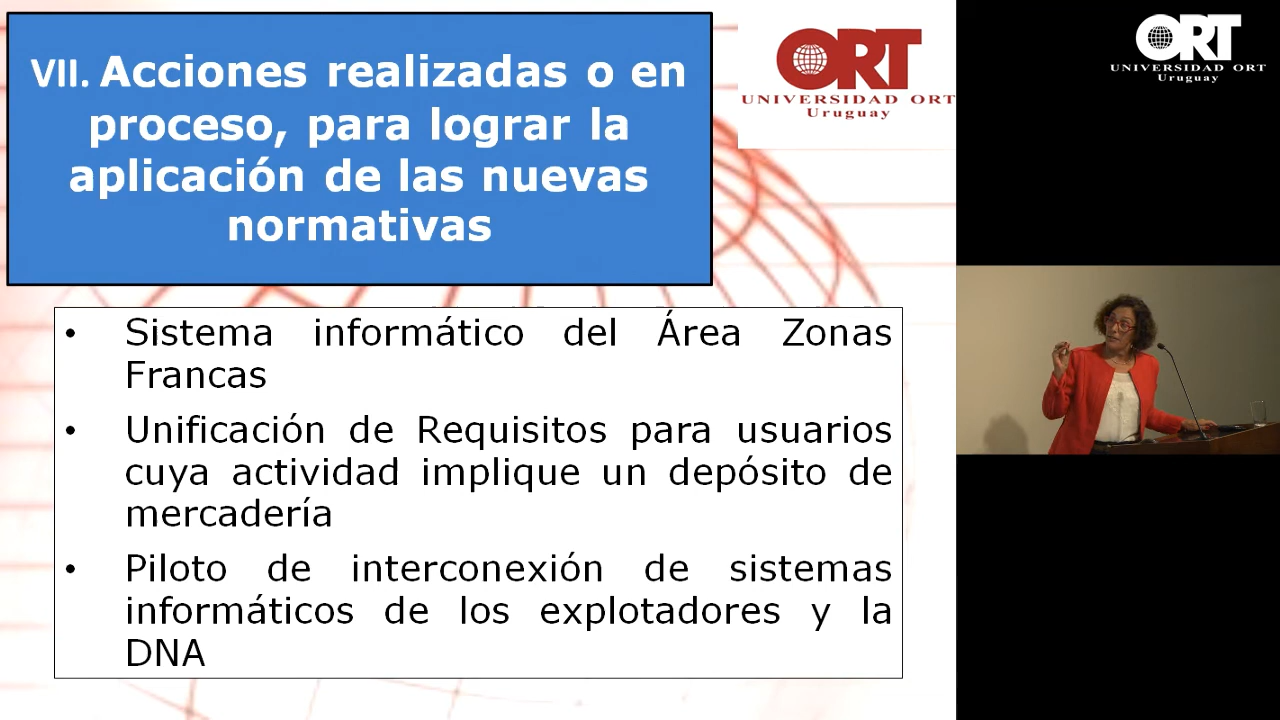 VII. Acciones realizadas o en
proceso, para lograr la
aplicación de las nuevas
normativas
ORT
UNIVERSIDAD ORT
Uruguay
ORT
UNIVERSIDAD ORT
Uruguay
• Sistema informático del Área Zonas
Francas
• Unificación de Requisitos para usuarios
cuya actividad implique un depósito de
mercadería
• Piloto de interconexión de sistemas
informáticos de los explotadores y la
DNA